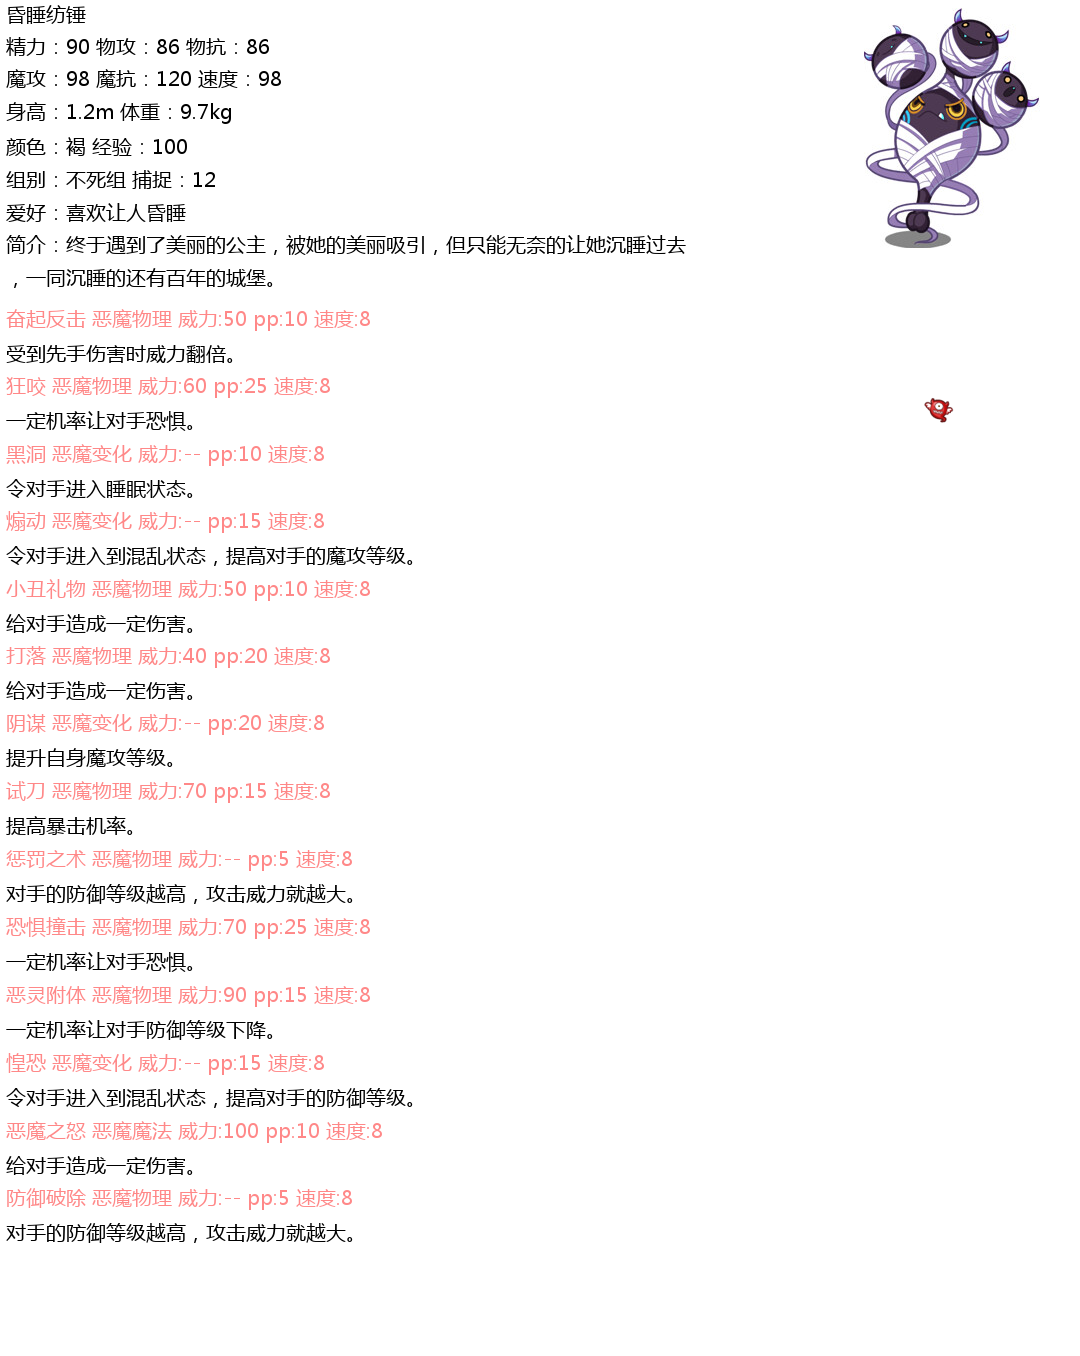 昏睡纺锤
精力：90 物攻：86 物抗：86
魔攻：98 魔抗：120 速度：98
身高：1.2m 体重：9.7kg
颜色：褐 经验：100
组别：不死组 捕捉：12
爱好：喜欢让人昏睡
简介：终于遇到了美丽的公主，被她的美丽吸引，但只能无奈的让她沉睡过去
，一同沉睡的还有百年的城堡。
奋起反击 恶魔物理 威力:50 pp:10 速度:8
受到先手伤害时威力翻倍。
狂咬 恶魔物理 威力:60 pp:25 速度:8
一定机率让对手恐惧。
黑洞 恶魔变化 威力:-- pp:10 速度:8
令对手进入睡眠状态。
煽动 恶魔变化 威力:-- pp:15 速度:8
令对手进入到混乱状态，提高对手的魔攻等级。
小丑礼物 恶魔物理 威力:50 pp:10 速度:8
给对手造成一定伤害。
打落 恶魔物理 威力:40 pp:20 速度:8
给对手造成一定伤害。
阴谋 恶魔变化 威力:-- pp:20 速度:8
提升自身魔攻等级。
试刀 恶魔物理 威力:70 pp:15 速度:8
提高暴击机率。
惩罚之术 恶魔物理 威力:-- pp:5 速度:8
对手的防御等级越高，攻击威力就越大。
恐惧撞击 恶魔物理 威力:70 pp:25 速度:8
一定机率让对手恐惧。
恶灵附体 恶魔物理 威力:90 pp:15 速度:8
一定机率让对手防御等级下降。
惶恐 恶魔变化 威力:-- pp:15 速度:8
令对手进入到混乱状态，提高对手的防御等级。
恶魔之怒 恶魔魔法 威力:100 pp:10 速度:8
给对手造成一定伤害。
防御破除 恶魔物理 威力:-- pp:5 速度:8
对手的防御等级越高，攻击威力就越大。